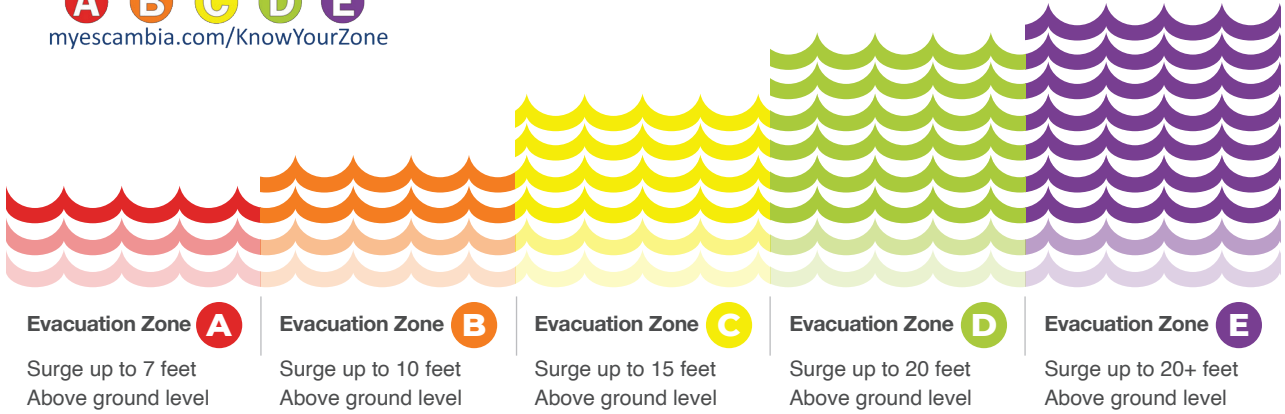 A B C D E
myescambia.com/KnowYourZone
Evacuation Zone A
Surge up to 7 feet
Above ground level
Evacuation Zone B
Surge up to 10 feet
Above ground level
Evacuation Zone C
Surge up to 15 feet
Above ground level
Evacuation Zone D
Surge up to 20 feet
Above ground level
Evacuation Zone E
Surge up to 20+ feet
Above ground level